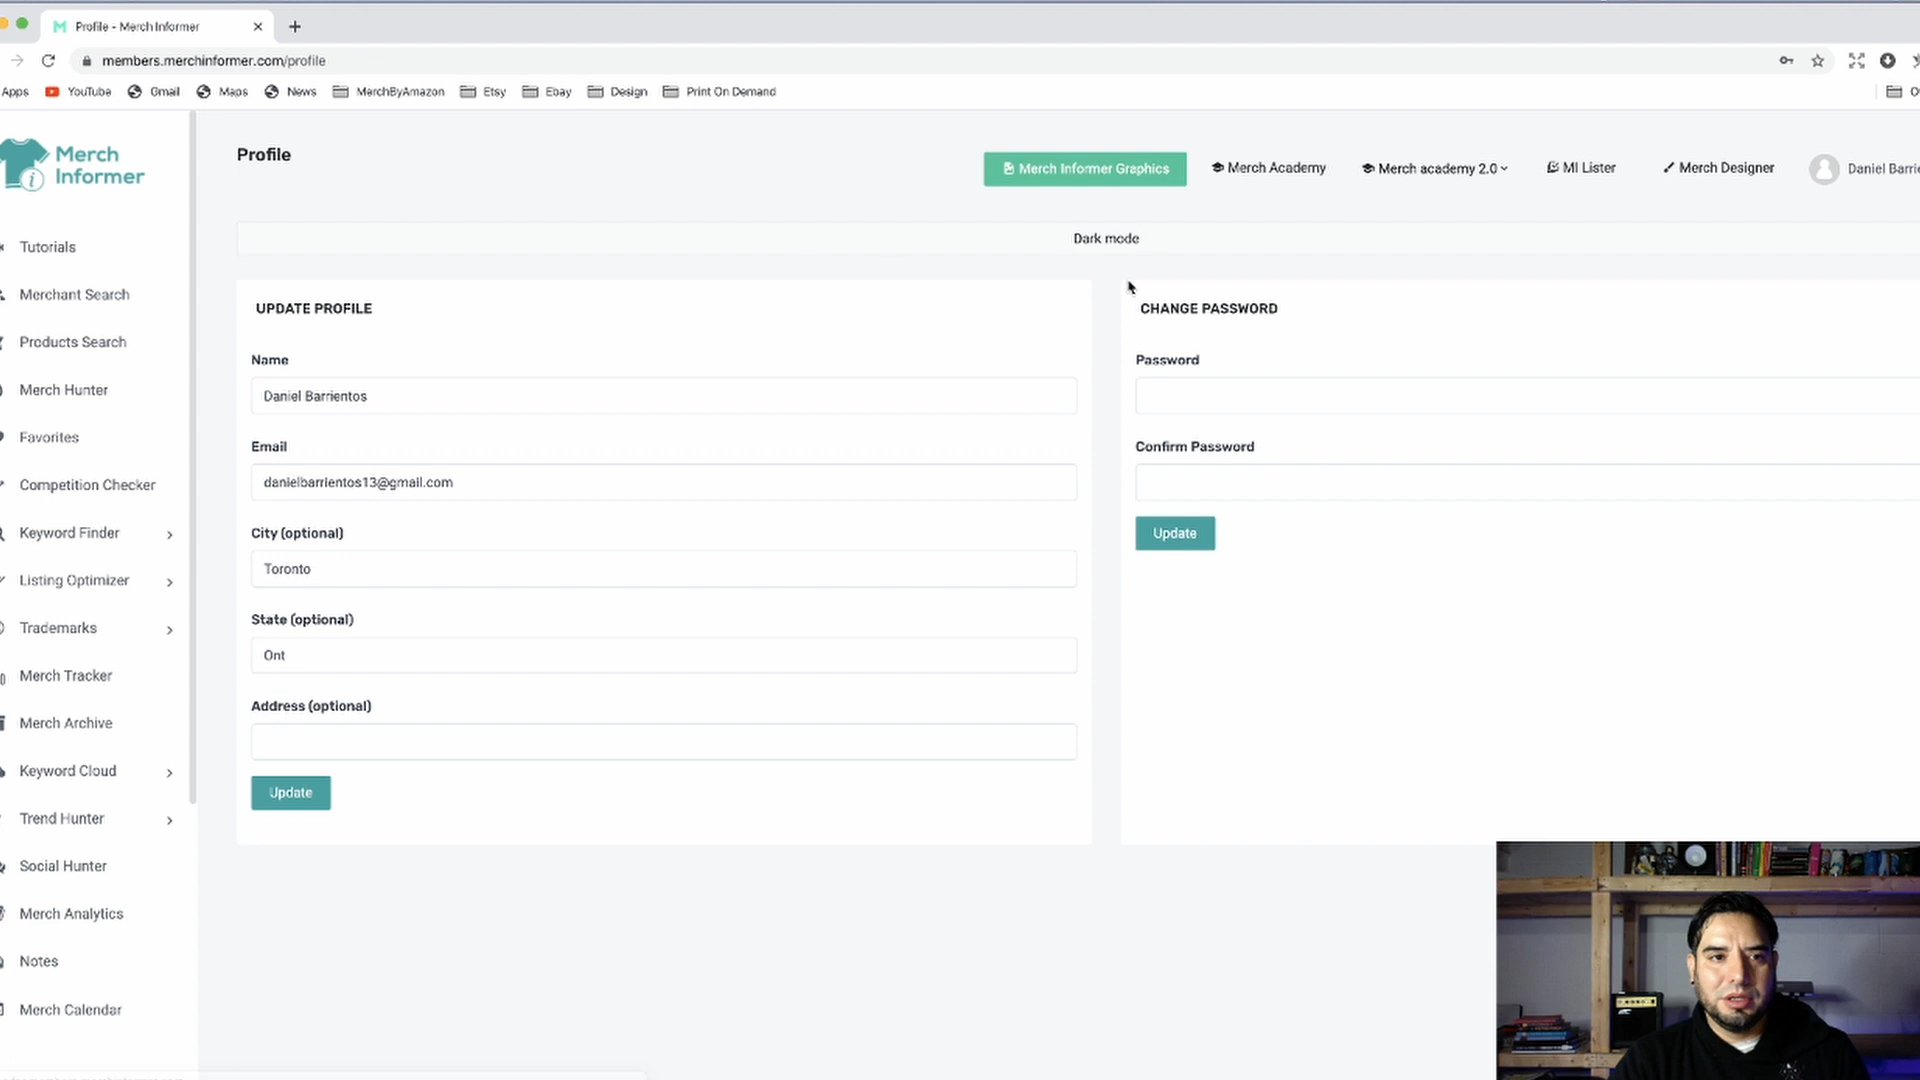 Profile - Merch Informer
members.merchinformer.com/profile
Apps YouTube Gmail Maps News MerchByAmazon Etsy Ebay Design Print On Demand
Merch Informer
Profile
Merch Informer Graphics Merch Academy Merch academy 2.0 MI Lister Merch Designer Daniel
Dark mode
Tutorials
Merchant Search
Products Search
Merch Hunter
Favorites
Competition Checker
Keyword Finder
Listing Optimizer
Trademarks
Merch Tracker
Merch Archive
Keyword Cloud
Trend Hunter
Social Hunter
Merch Analytics
Notes
Merch Calendar
UPDATE PROFILE
Name
Daniel Barrientos
Email
danielbarrientos13@gmail.com
City (optional)
Toronto
State (optional)
Ont
Address (optional)
Update
CHANGE PASSWORD
Password
Confirm Password
Update